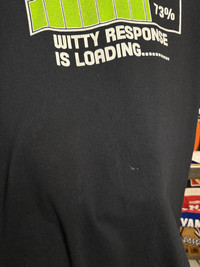 73%
WITTY RESPONSE
IS LOADING..........